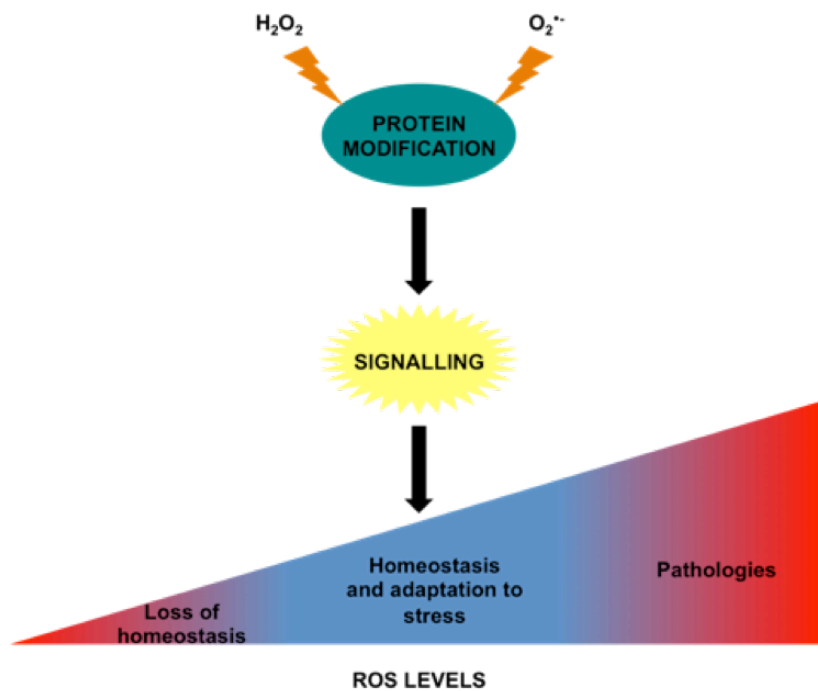 H₂O₂
O₂•-
PROTEIN
MODIFICATION
SIGNALLING
Loss of
homeostasis
Homeostasis
and adaptation to
stress
Pathologies
ROS LEVELS